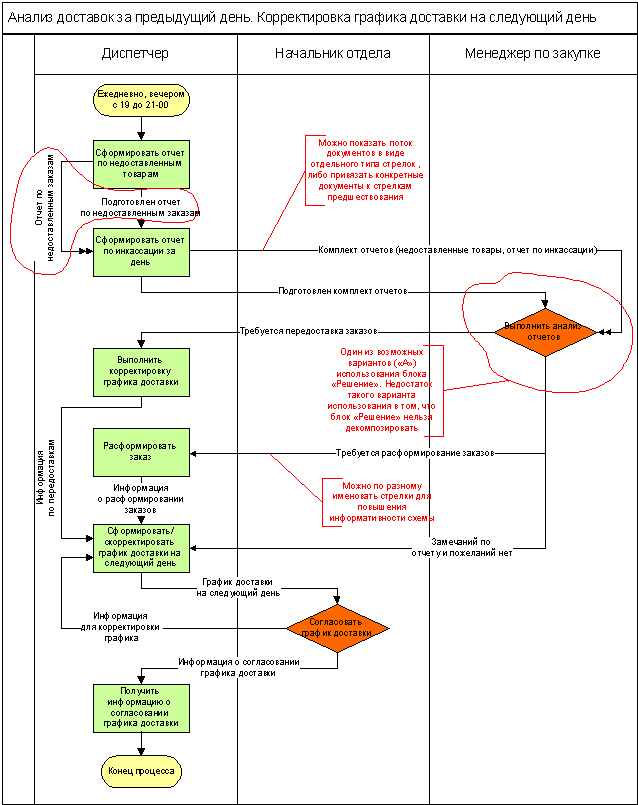 Анализ доставок за предыдущий день. Корректировка графика доставки на следующий день
Диспетчер
Начальник отдела
Менеджер по закупке
Ежедневно, вечером
с 19 до 21-00
Сформировать отчет
по недоставленным
товарам
Можно показать поток
документов в виде
отдельного типа стрелок ,
либо привязать конкретные
документы к стрелкам
предшествования
Отчет по
недоставленным заказам
Подготовлен отчет
по недоставленным заказам
Сформировать отчет
по инкассации за
день
Комплект отчетов (недоставленные товары, отчет по инкассации)
Подготовлен комплект отчетов
Выполнить анализ
отчетов
Требуется передоставка заказов
Выполнить
корректировку
графика доставки
Один из возможных
вариантов («А»)
использования блока
«Решение». Недостаток
такого варианта
использования в том, что
блок «Решение» нельзя
декомпозировать
Информация
по передоставкам
Расформировать
заказ
Требуется расформирование заказов
Информация
о расформировании
заказов
Можно по разному
именовать стрелки для
повышения
информативности схемы
Сформировать/
скорректировать
график доставки на
следующий день
Замечаний по
отчету и пожеланий нет
График доставки
на следующий день
Информация
для корректировки
графика
Согласовать
график доставки
Информация о согласовании
графика доставки
Получить
информацию о
согласовании
графика доставки
Конец процесса